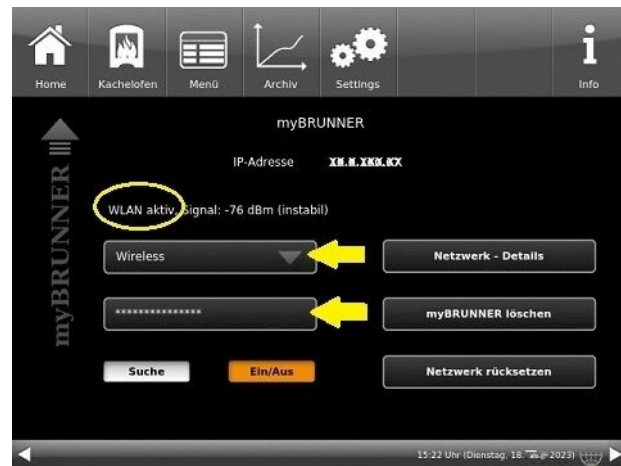 Home Kachelofen Menü Archiv Settings Info
myBRUNNER
IP-Adresse
WLAN aktiv, Signal: -76 dBm (instabil)
Wireless
Netzwerk - Details
***************
myBRUNNER löschen
Suche
Ein/Aus
Netzwerk rücksetzen
myBRUNNER
15:22 Uhr (Dienstag, 18. 2023)